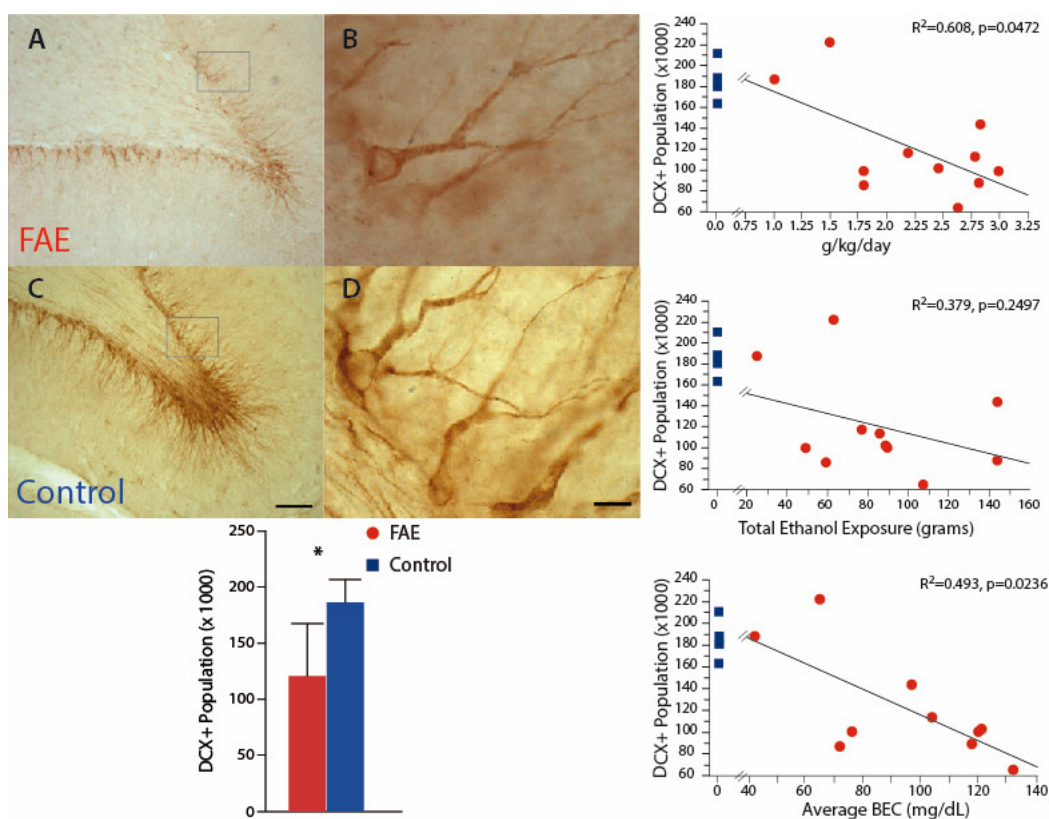 A
B
FAE
C
D
Control
250
200
150
100
50
0
DCX+ Population (x1000)
*
FAE
Control
R²=0.608, p=0.0472
240
220
200
180
160
140
120
100
80
60
DCX+ Population (x1000)
0.0 0.75 1.0 1.5 1.75 2.0 2.25 2.5 2.75 3.0 3.25
g/kg/day
R²=0.379, p=0.2497
240
220
200
180
160
140
120
100
80
60
DCX+ Population (x1000)
0 20 40 60 80 100 120 140 160
Total Ethanol Exposure (grams)
R²=0.493, p=0.0236
240
220
200
180
160
140
120
100
80
60
DCX+ Population (x1000)
0 40 60 80 100 120 140
Average BEC (mg/dL)